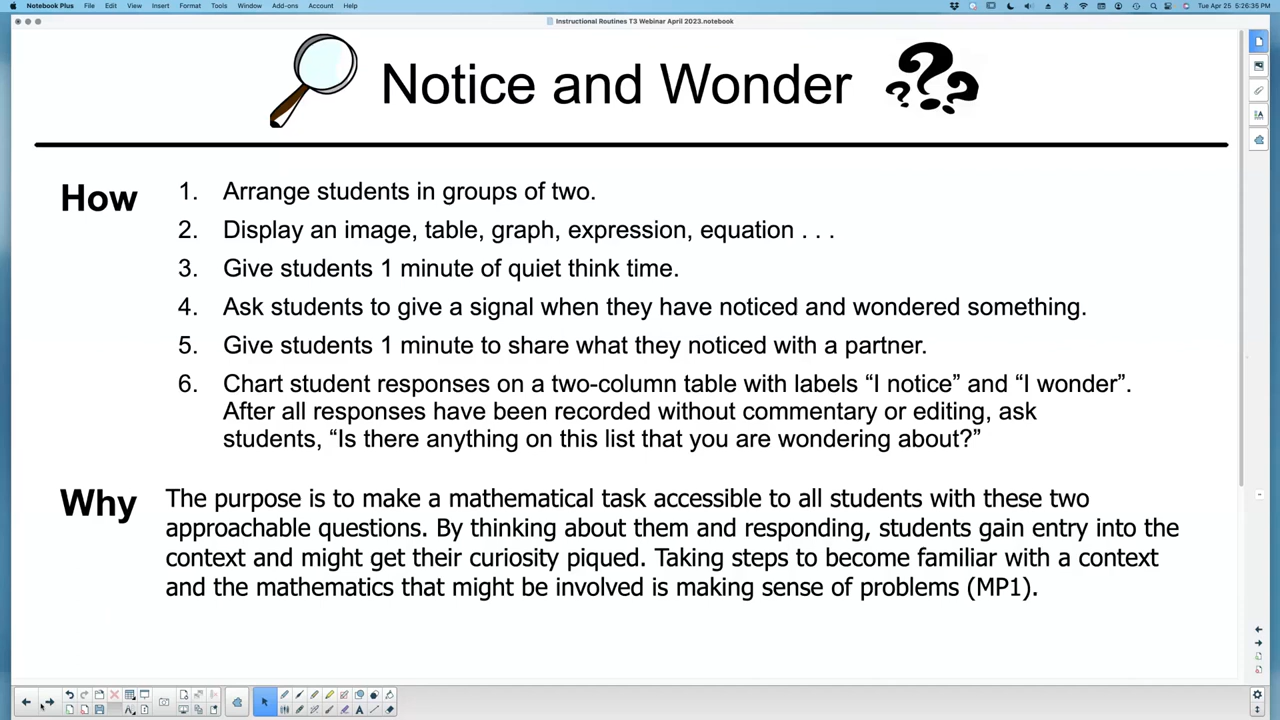 Notebook Plus File Edit View Insert Format Tools Window Add-ons Account Help Tue Apr 25 5:26:35 PM
Instructional Routines T3 Webinar April 2023.notebook
Notice and Wonder ???
How
1. Arrange students in groups of two.
2. Display an image, table, graph, expression, equation . . .
3. Give students 1 minute of quiet think time.
4. Ask students to give a signal when they have noticed and wondered something.
5. Give students 1 minute to share what they noticed with a partner.
6. Chart student responses on a two-column table with labels “I notice” and “I wonder”.
After all responses have been recorded without commentary or editing, ask
students, “Is there anything on this list that you are wondering about?”
Why
The purpose is to make a mathematical task accessible to all students with these two
approachable questions. By thinking about them and responding, students gain entry into the
context and might get their curiosity piqued. Taking steps to become familiar with a context
and the mathematics that might be involved is making sense of problems (MP1).